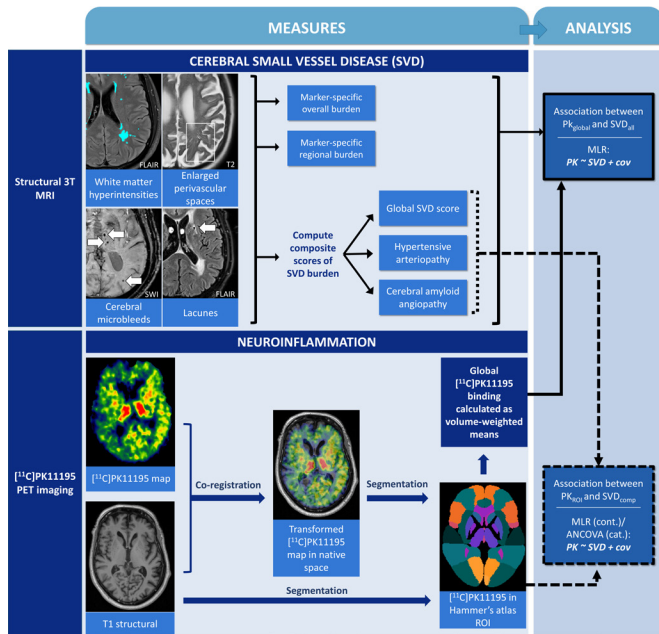 MEASURES
ANALYSIS
CEREBRAL SMALL VESSEL DISEASE (SVD)
Structural 3T
MRI
FLAIR
T2
White matter
hyperintensities
Enlarged
perivascular
spaces
SWI
FLAIR
Cerebral
microbleeds
Lacunes
Marker-specific
overall burden
Marker-specific
regional burden
Compute
composite
scores of
SVD burden
Global SVD score
Hypertensive
arteriopathy
Cerebral amyloid
angiopathy
Association between
Pk_global and SVD_all
MLR:
PK ~ SVD + cov
NEUROINFLAMMATION
[¹¹C]PK11195
PET imaging
[¹¹C]PK11195 map
T1 structural
Co-registration
Transformed
[¹¹C]PK11195
map in native
space
Segmentation
Segmentation
Global
[¹¹C]PK11195
binding
calculated as
volume-weighted
means
[¹¹C]PK11195 in
Hammer's atlas
ROI
Association between
PK_ROI and SVD_comp
MLR (cont.)/
ANCOVA (cat.):
PK ~ SVD + cov